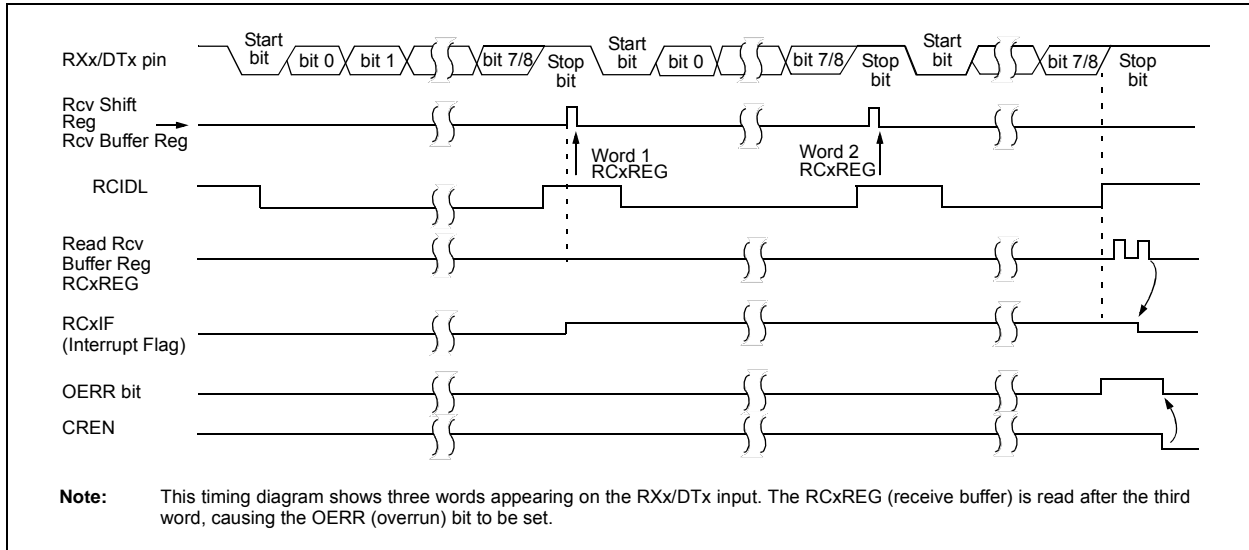 Start bit bit 0 bit 1 bit 7/8 Stop bit Start bit bit 0 bit 7/8 Stop bit Start bit bit 7/8 Stop bit
RXx/DTx pin
Rcv Shift
Reg
Rcv Buffer Reg
Word 1
RCxREG
Word 2
RCxREG
RCIDL
Read Rcv
Buffer Reg
RCxREG
RCxIF
(Interrupt Flag)
OERR bit
CREN
Note: This timing diagram shows three words appearing on the RXx/DTx input. The RCxREG (receive buffer) is read after the third
word, causing the OERR (overrun) bit to be set.